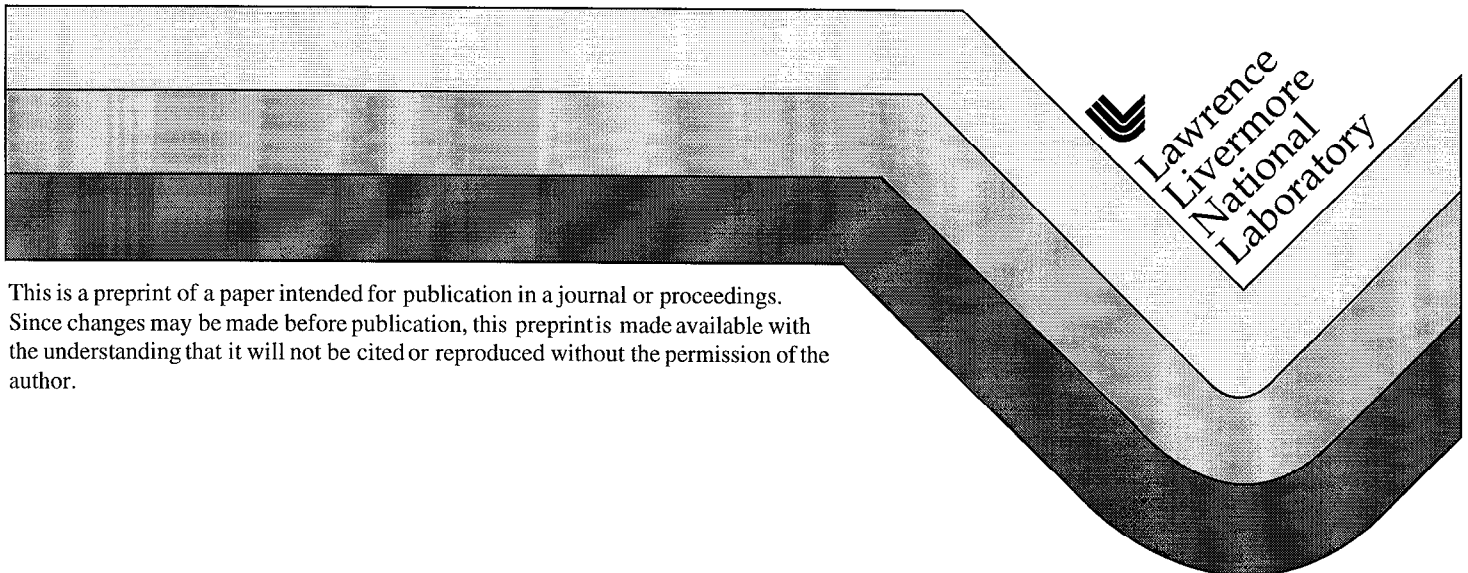 Lawrence
Livermore
National
Laboratory
This is a preprint of a paper intended for publication in a journal or proceedings.
Since changes may be made before publication, this preprint is made available with
the understanding that it will not be cited or reproduced without the permission of the
author.